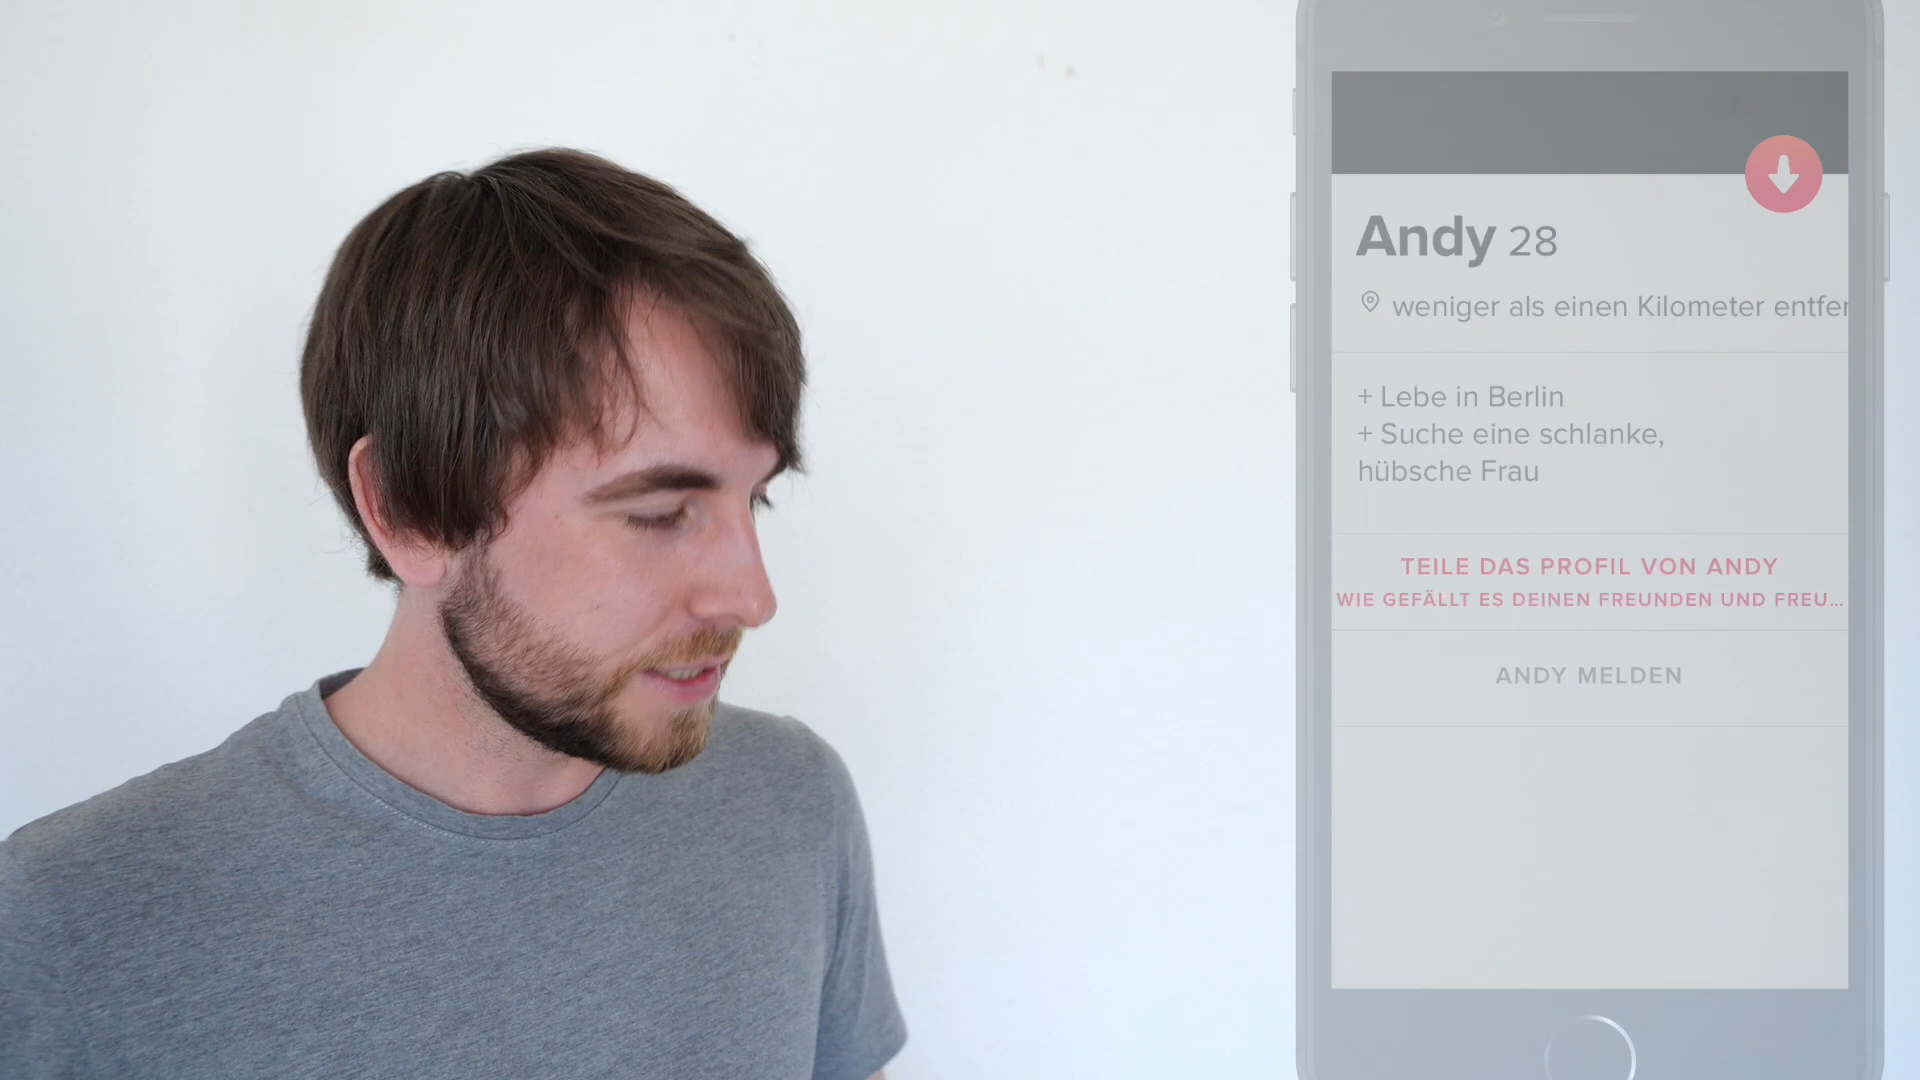 Andy 28
weniger als einen Kilometer entfer
+ Lebe in Berlin
+ Suche eine schlanke,
hübsche Frau
TEILE DAS PROFIL VON ANDY
WIE GEFÄLLT ES DEINEN FREUNDEN UND FREU...
ANDY MELDEN